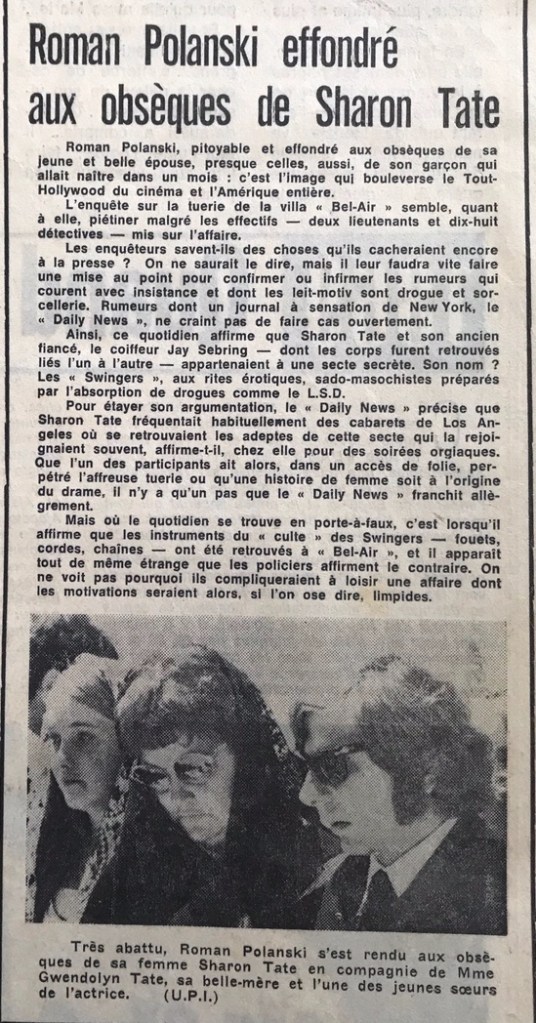 Roman Polanski effondré
aux obsèques de Sharon Tate
Roman Polanski, pitoyable et effondré aux obsèques de sa
jeune et belle épouse, presque celles, aussi, de son garçon qui
allait naître dans un mois : c'est l'image qui bouleverse le Tout-
Hollywood du cinéma et l'Amérique entière.
L'enquête sur la tuerie de la villa « Bel-Air » semble, quant
à elle, piétiner malgré les effectifs — deux lieutenants et dix-huit
détectives — mis sur l'affaire.
Les enquêteurs savent-ils des choses qu'ils cacheraient encore
à la presse ? On ne saurait le dire, mais il leur faudra vite faire
une mise au point pour confirmer ou infirmer les rumeurs qui
courent avec insistance et dont les leit-motiv sont drogue et sor-
cellerie. Rumeurs dont un journal à sensation de New York, le
« Daily News », ne craint pas de faire cas ouvertement.
Ainsi, ce quotidien affirme que Sharon Tate et son ancien
fiancé, le coiffeur Jay Sebring — dont les corps furent retrouvés
liés l'un à l'autre — appartenaient à une secte secrète. Son nom ?
Les « Swingers », aux rites érotiques, sado-masochistes préparés
par l'absorption de drogues comme le L.S.D.
Pour étayer son argumentation, le « Daily News » précise que
Sharon Tate fréquentait habituellement des cabarets de Los An-
geles où se retrouvaient les adeptes de cette secte qui la rejoi-
gnaient souvent, affirme-t-il, chez elle pour des soirées orgiaques.
Que l'un des participants ait alors, dans un accès de folie, per-
pétré l'affreuse tuerie ou qu'une histoire de femme soit à l'origine
du drame, il n'y a qu'un pas que le « Daily News » franchit allè-
grement.
Mais où le quotidien se trouve en porte-à-faux, c'est lorsqu'il
affirme que les instruments du « culte » des Swingers — fouets,
cordes, chaînes — ont été retrouvés à « Bel-Air », et il apparaît
tout de même étrange que les policiers affirment le contraire. On
ne voit pas pourquoi ils compliqueraient à loisir une affaire dont
les motivations seraient alors, si l'on ose dire, limpides.
Très abattu, Roman Polanski s'est rendu aux obsè-
ques de sa femme Sharon Tate en compagnie de Mme
Gwendolyn Tate, sa belle-mère et l'une des jeunes sœurs
de l'actrice. (U.P.I.)